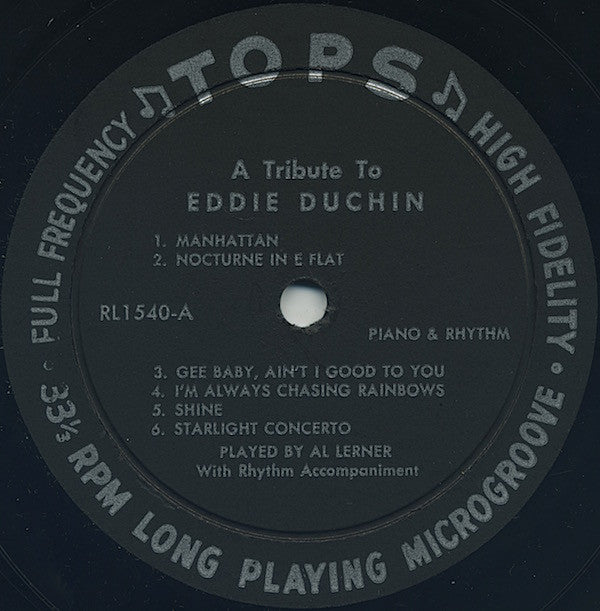 TOPS
FULL FREQUENCY
HIGH FIDELITY
A Tribute To
EDDIE DUCHIN
1. MANHATTAN
2. NOCTURNE IN E FLAT
RL1540-A
PIANO & RHYTHM
3. GEE BABY, AIN'T I GOOD TO YOU
4. I'M ALWAYS CHASING RAINBOWS
5. SHINE
6. STARLIGHT CONCERTO
PLAYED BY AL LERNER
With Rhythm Accompaniment
33⅓ RPM LONG PLAYING MICROGROOVE